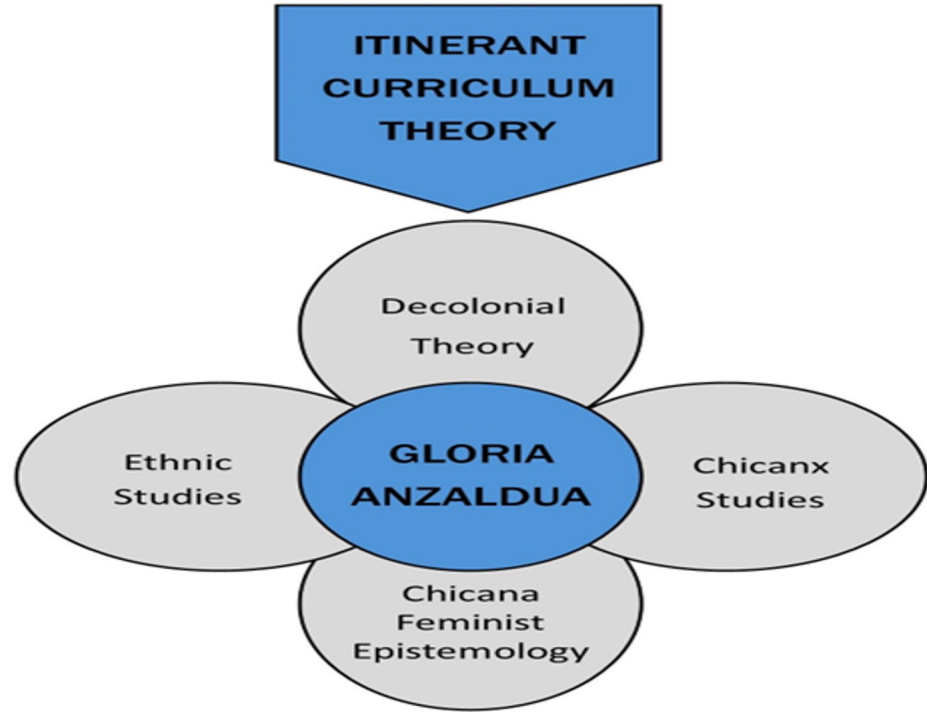 ITINERANT
CURRICULUM
THEORY
Decolonial
Theory
Ethnic
Studies
GLORIA
ANZALDUA
Chicanx
Studies
Chicana
Feminist
Epistemology